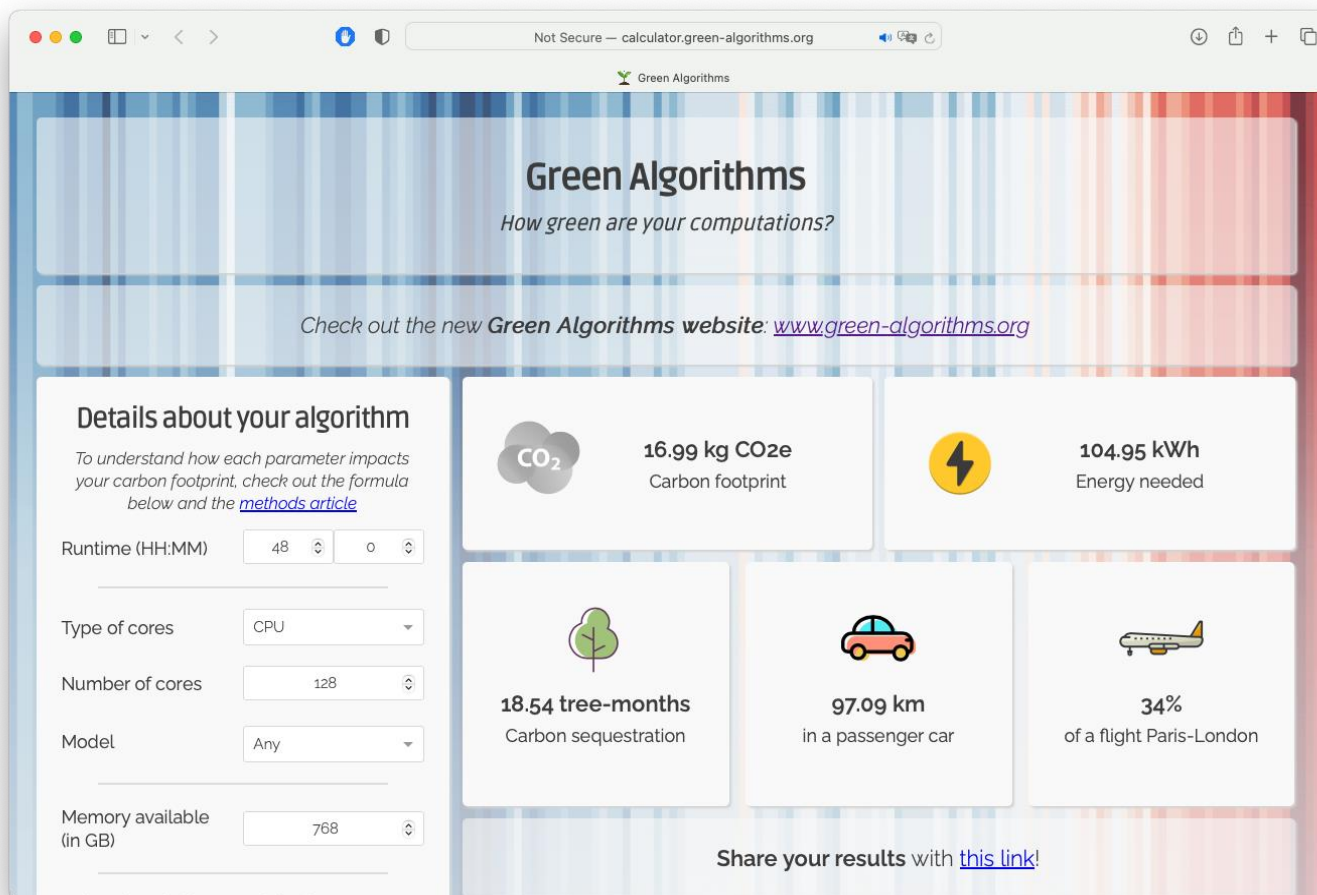 Not Secure — calculator.green-algorithms.org
Green Algorithms
Green Algorithms
How green are your computations?
Check out the new Green Algorithms website: www.green-algorithms.org
Details about your algorithm
To understand how each parameter impacts
your carbon footprint, check out the formula
below and the methods article
Runtime (HH:MM) 48 0
Type of cores CPU
Number of cores 128
Model Any
Memory available
(in GB) 768
CO2
16.99 kg CO2e
Carbon footprint
104.95 kWh
Energy needed
18.54 tree-months
Carbon sequestration
97.09 km
in a passenger car
34%
of a flight Paris-London
Share your results with this link!